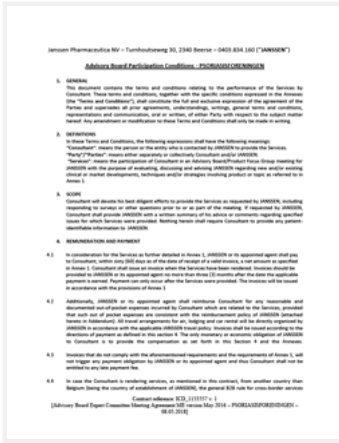 Janssen Pharmaceutica NV – Turnhoutseweg 30, 2340 Beerse – 0403.834.160 ("JANSSEN")
Advisory Board Participation Conditions - PSORIASISFORENINGEN
1. GENERAL
This document contains the terms and conditions relating to the performance of the Services by
Consultant. These terms and conditions, together with the specific conditions expressed in the Annexes
(the "Terms and Conditions"), shall constitute the full and exclusive expression of the agreement of the
Parties and supersedes all prior agreements, understandings, writings, general terms and conditions,
representations and communication, oral or written, of either Party with respect to the subject matter
hereof. Any amendment or modification to these Terms and Conditions shall only be made in writing.
2. DEFINITIONS
In these Terms and Conditions, the following expressions shall have the following meanings:
"Consultant": means the person or the entity who is contacted by JANSSEN to provide the Services.
"Party"/"Parties": means either separately or collectively Consultant and/or JANSSEN.
"Services": means the participation of Consultant in an Advisory Board/Product Focus Group meeting for
JANSSEN with the purpose of evaluating, discussing and advising JANSSEN regarding new and/or existing
clinical or market developments, techniques and/or strategies involving product or topic as referred to in
Annex 1.
3. SCOPE
Consultant will devote his best diligent efforts to provide the Services as requested by JANSSEN, including
responding to surveys or other questions prior to or as part of the meeting. If requested by JANSSEN,
Consultant shall provide JANSSEN with a written summary of his advice or comments regarding specified
issues for which Services were provided. Nothing herein shall require Consultant to provide any patient-
identifiable information to JANSSEN.
4. REMUNERATION AND PAYMENT
4.1 In consideration for the Services as further detailed in Annex 1, JANSSEN or its appointed agent shall pay
to Consultant, within sixty (60) days as of the date of receipt of a valid invoice, a net amount as specified
in Annex 1. Consultant shall issue an invoice when the Services have been rendered. Invoices should be
provided to JANSSEN or its appointed agent no more than three (3) months after the date the applicable
payment is earned. Payment can only occur after the Services were provided. The invoices will be issued
in accordance with the provisions of Annex 1
4.2 Additionally, JANSSEN or its appointed agent shall reimburse Consultant for any reasonable and
documented out-of-pocket expenses incurred by Consultant which are related to the Services, provided
that such out of pocket expenses are consistent with the reimbursement policy of JANSSEN (attached
hereto in Addendum). All travel arrangements for air, lodging and car rental will be directly organized by
JANSSEN in accordance with the applicable JANSSEN travel policy. Invoices shall be issued according to the
directions of payment as defined in this section 4. The only monetary or economic obligation of JANSSEN
to Consultant is to provide the compensation as set forth in this Section 4 and the Annexes.
4.3 Invoices that do not comply with the aforementioned requirements and the requirements of Annex 1, will
not trigger any payment obligation by JANSSEN or its appointed agent and thus Consultant shall not be
entitled to any late payment fee.
4.4 In case the Consultant is rendering services, as mentioned in this contract, from another country than
Belgium (being the country of establishment of JANSSEN), the general B2B rule for cross-border services
Contract reference: ICD_
[Advisory Board Expert Committee Meeting Agreement ME version May 2016 – PSORIASISFORENINGEN –
08.05.2018]